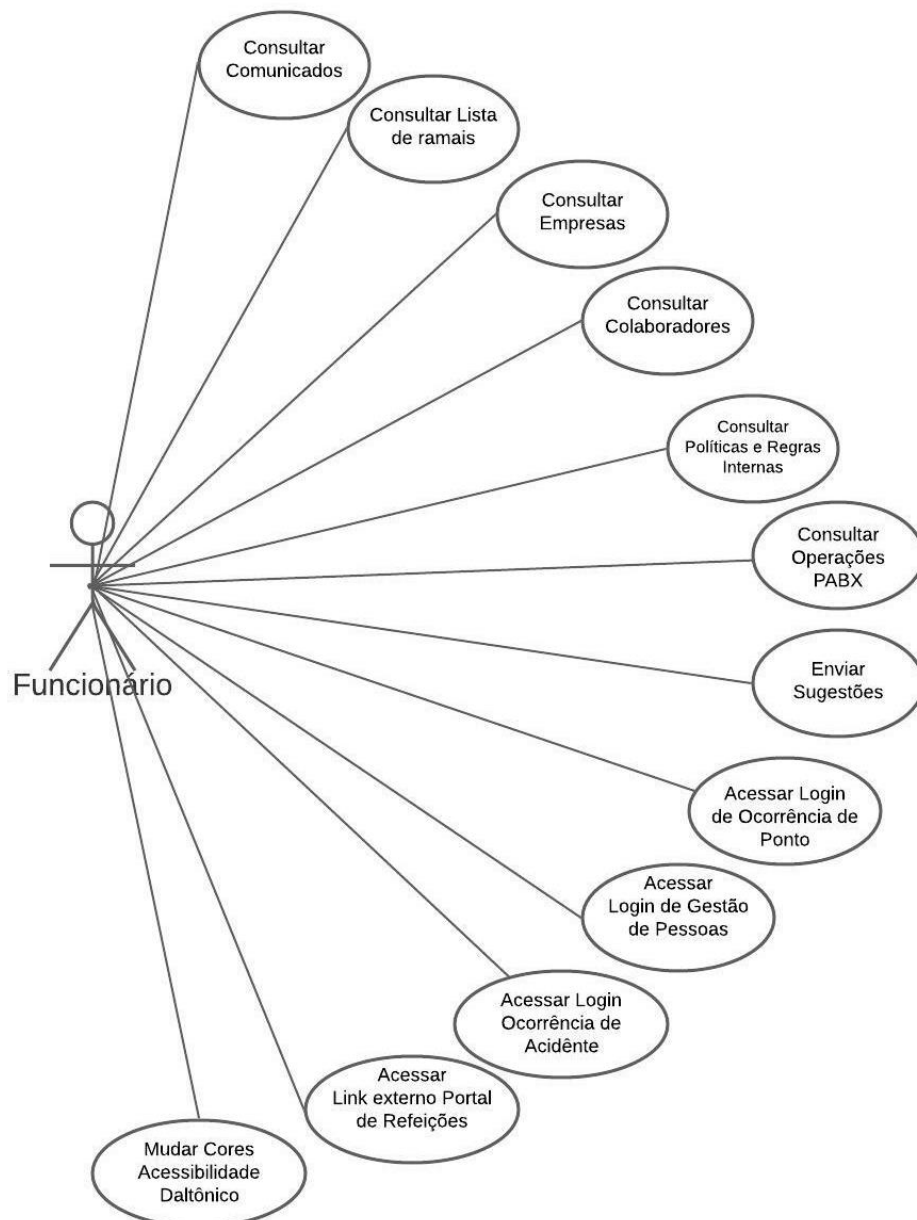 Consultar
Comunicados
Consultar Lista
de ramais
Consultar
Empresas
Consultar
Colaboradores
Consultar
Políticas e Regras
Internas
Consultar
Operações
PABX
Funcionário
Enviar
Sugestões
Acessar Login
de Ocorrência de
Ponto
Acessar
Login de Gestão
de Pessoas
Acessar Login
Ocorrência de
Acidênte
Acessar
Link externo Portal
de Refeições
Mudar Cores
Acessibilidade
Daltônico